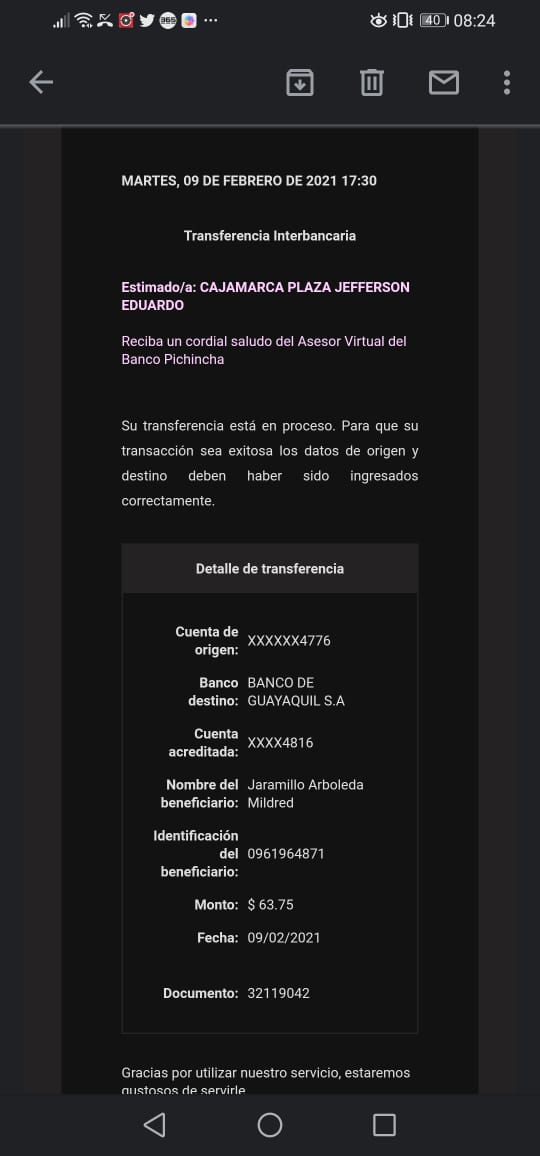 365
40
08:24
MARTES, 09 DE FEBRERO DE 2021 17:30
Transferencia Interbancaria
Estimado/a: CAJAMARCA PLAZA JEFFERSON
EDUARDO
Reciba un cordial saludo del Asesor Virtual del
Banco Pichincha
Su transferencia está en proceso. Para que su
transacción sea exitosa los datos de origen y
destino deben haber sido ingresados
correctamente.
Detalle de transferencia
Cuenta de
origen: XXXXXX4776
Banco BANCO DE
destino: GUAYAQUIL S.A
Cuenta
acreditada: XXXX4816
Nombre del Jaramillo Arboleda
beneficiario: Mildred
Identificación
del 0961964871
beneficiario:
Monto: $ 63.75
Fecha: 09/02/2021
Documento: 32119042
Gracias por utilizar nuestro servicio, estaremos
gustosos de servirle